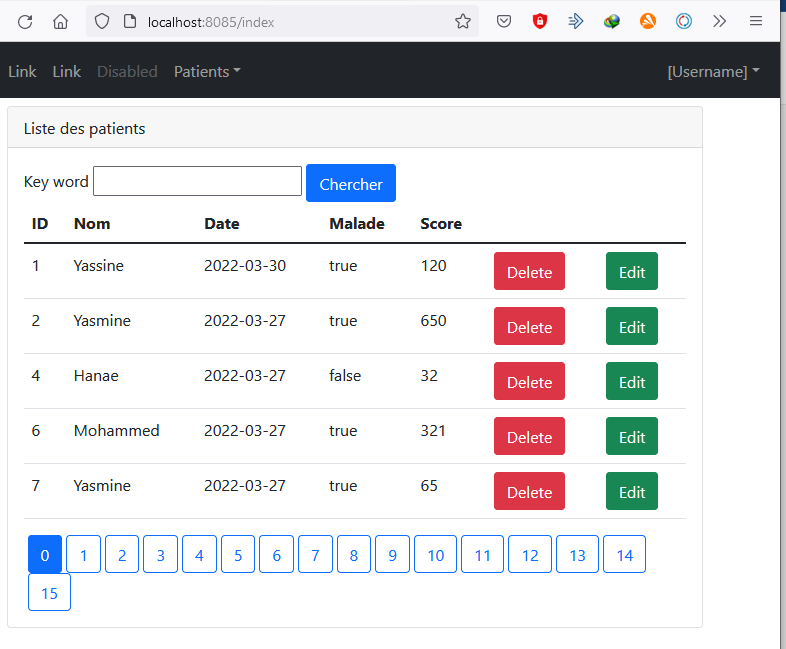 localhost:8085/index
Link Link Disabled Patients [Username]
Liste des patients
Key word Chercher
ID Nom Date Malade Score
1 Yassine 2022-03-30 true 120 Delete Edit
2 Yasmine 2022-03-27 true 650 Delete Edit
4 Hanae 2022-03-27 false 32 Delete Edit
6 Mohammed 2022-03-27 true 321 Delete Edit
7 Yasmine 2022-03-27 true 65 Delete Edit
0 1 2 3 4 5 6 7 8 9 10 11 12 13 14
15